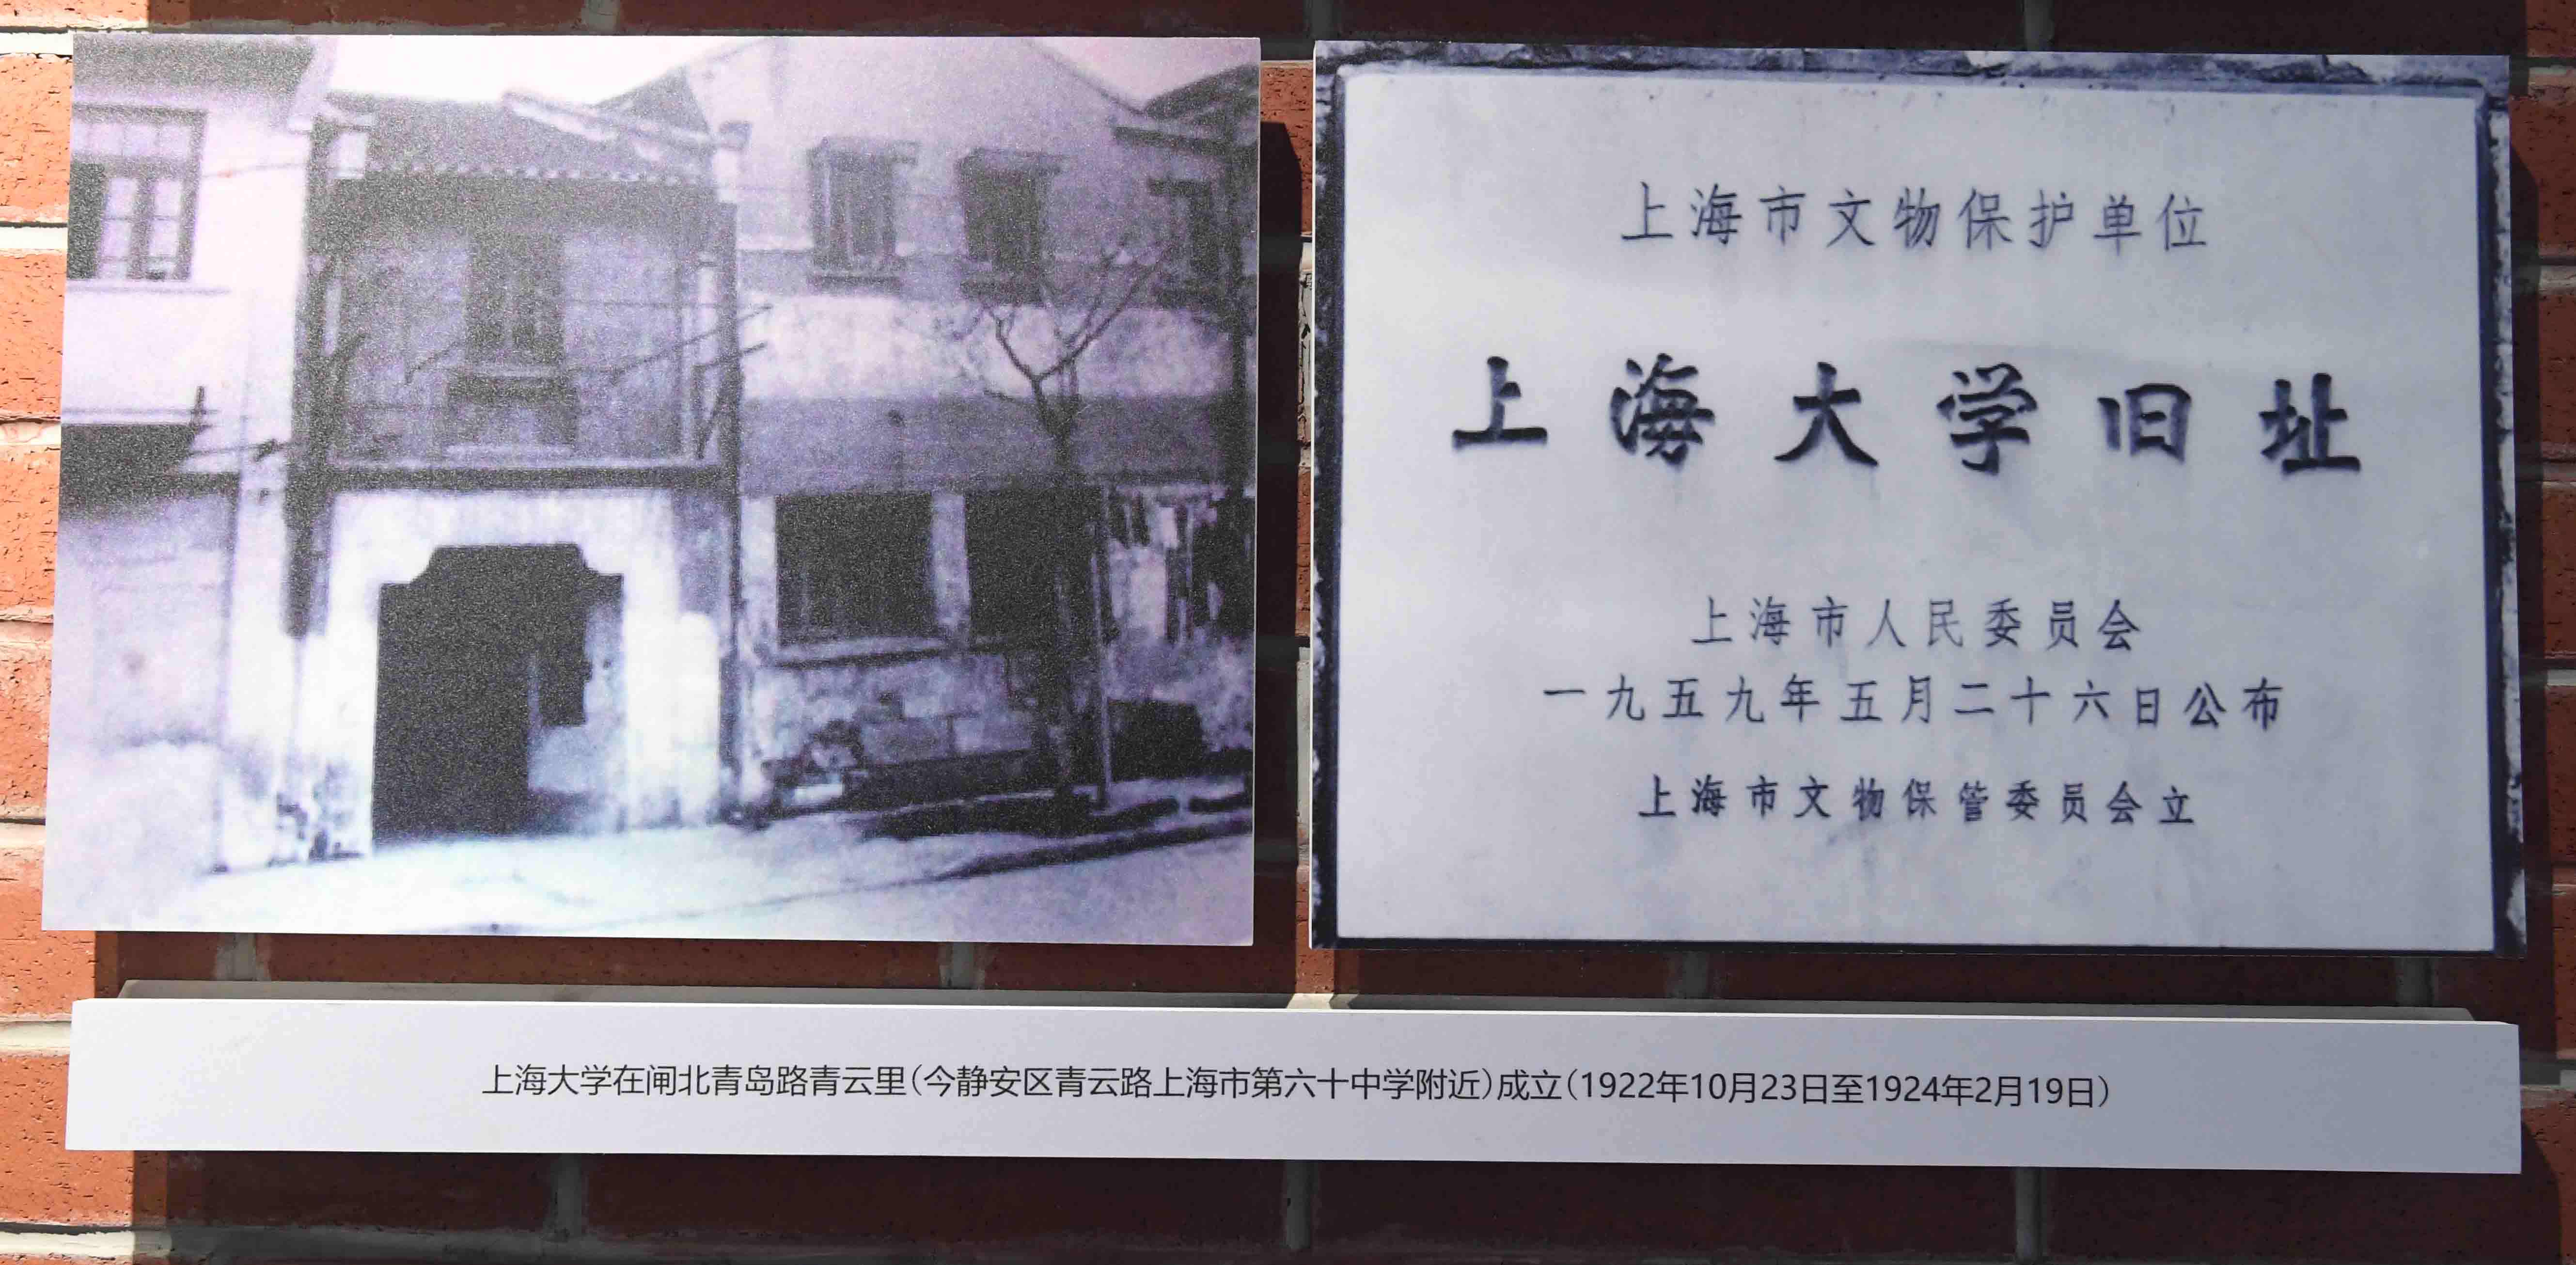 上海市文物保护单位
上海大学旧址
上海市人民委员会
一九五九年五月二十六日公布
上海市文物保管委员会立
上海大学在闸北青岛路青云里(今静安区青云路上海市第六十中学附近)成立(1922年10月23日至1924年2月19日)